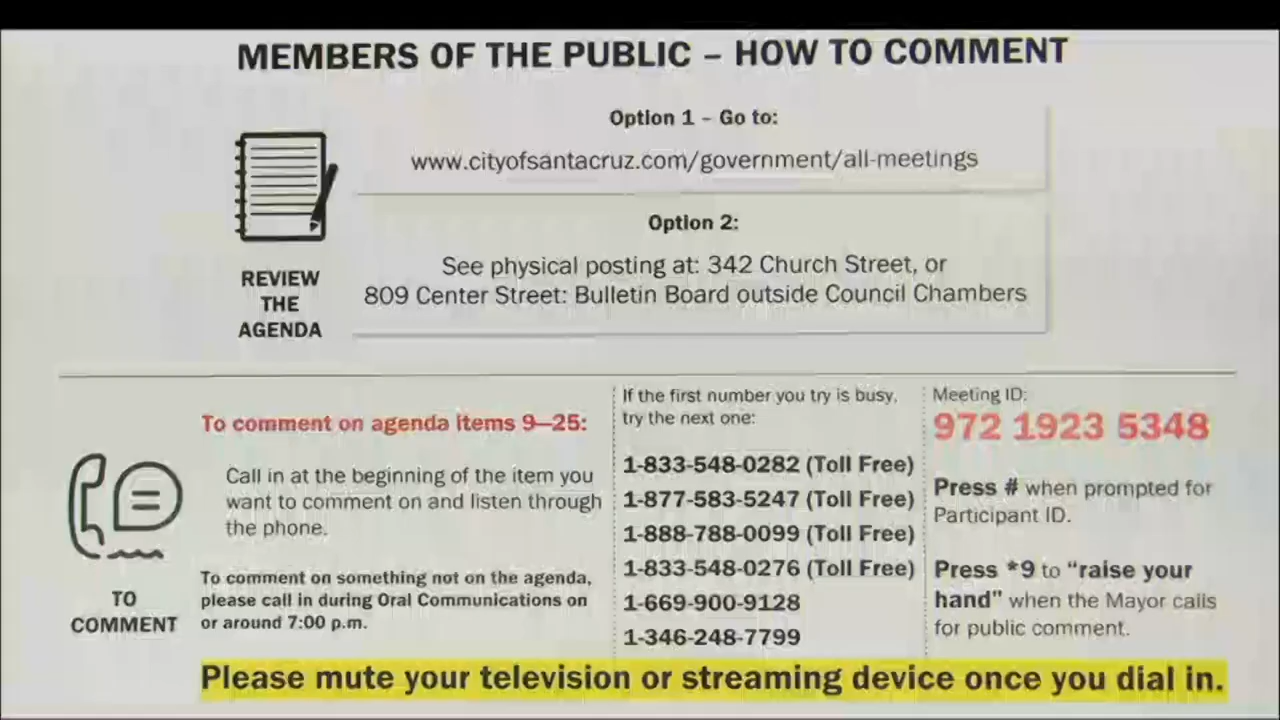 MEMBERS OF THE PUBLIC – HOW TO COMMENT
Option 1 – Go to:
www.cityofsantacruz.com/government/all-meetings
Option 2:
See physical posting at: 342 Church Street, or
809 Center Street: Bulletin Board outside Council Chambers
REVIEW
THE
AGENDA
To comment on agenda items 9–25:
Call in at the beginning of the item you
want to comment on and listen through
the phone.
To comment on something not on the agenda,
please call in during Oral Communications on
or around 7:00 p.m.
TO
COMMENT
If the first number you try is busy,
try the next one:
1-833-548-0282 (Toll Free)
1-877-583-5247 (Toll Free)
1-888-788-0099 (Toll Free)
1-833-548-0276 (Toll Free)
1-669-900-9128
1-346-248-7799
Meeting ID:
972 1923 5348
Press # when prompted for
Participant ID.
Press *9 to “raise your
hand” when the Mayor calls
for public comment.
Please mute your television or streaming device once you dial in.